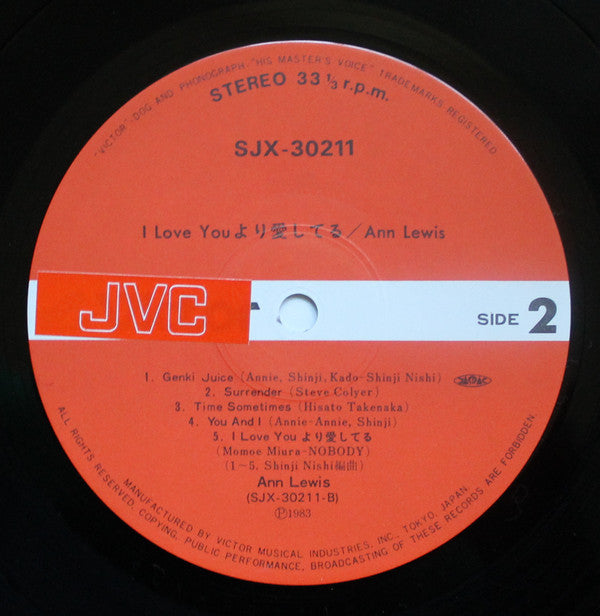 "VICTOR"-DOG AND PHONOGRAPH-"HIS MASTER'S VOICE" TRADEMARKS REGISTERED
STEREO 33 1/3 r.p.m.
SJX-30211
I Love Youより愛してる/Ann Lewis
JVC
SIDE 2
1. Genki Juice (Annie, Shinji, Kado-Shinji Nishi)
2. Surrender (Steve Colyer)
3. Time Sometimes (Hisato Takenaka)
4. You And I (Annie-Annie, Shinji)
5. I Love You より愛してる
(Momoe Miura-NOBODY)
(1~5. Shinji Nishi編曲)
Ann Lewis
(SJX-30211-B)
Ⓟ1983
ALL RIGHTS RESERVED. COPYING, PUBLIC PERFORMANCE, BROADCASTING OF THESE RECORDS ARE FORBIDDEN.
MANUFACTURED BY VICTOR MUSICAL INDUSTRIES, INC., TOKYO, JAPAN.